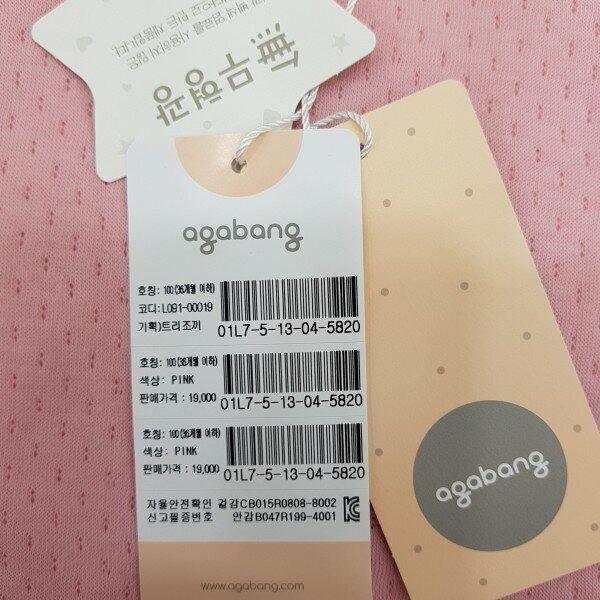 無무형광
agabang
호칭: 100(36개월 이하)
코디:L091-00019
기획)트리조끼
01L7-5-13-04-5820
호칭: 100(36개월 이하)
색상: PINK
판매가격: 19,000
01L7-5-13-04-5820
호칭: 100(36개월 이하)
색상: PINK
판매가격: 19,000
01L7-5-13-04-5820
자율안전확인 겉감CB015R0808-8002
신고필증번호 안감B047R199-4001
www.agabang.com
agabang